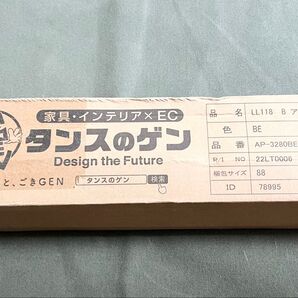 家具・インテリア×EC
タンスのゲン
Design the Future
と、ごきGEN
タンスのゲン 検索
品 名 LL118 B ア
色 BE
品 番 AP-3280BE
P/I NO 22LT0006
梱包サイズ 88
ID 78995